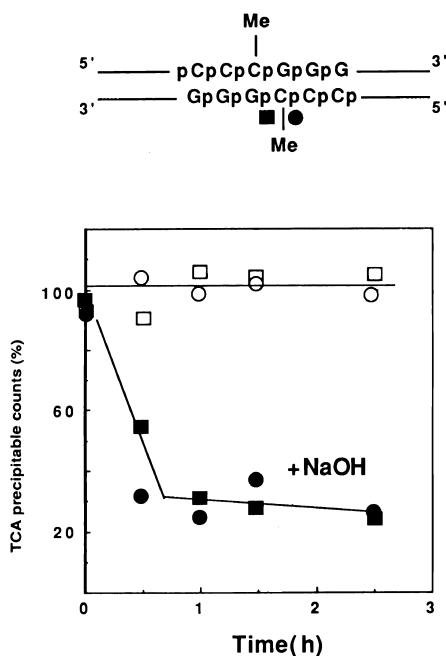 Me
5' pCpCpCpGpGpG 3'
3' GpGpGpCpCpCp 5'
Me
TCA precipitable counts (%)
100
60
20
+NaOH
0 1 2 3
Time(h)